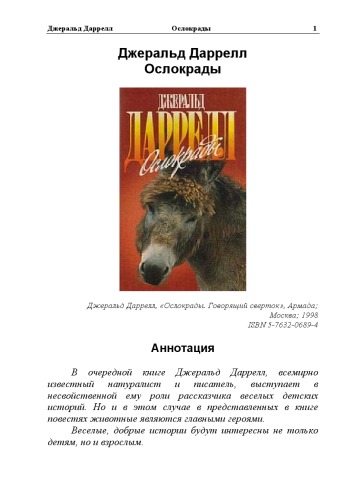 Джеральд Даррелл Ослокрады 1
Джеральд Даррелл
Ослокрады
ДЖЕРАЛЬД
ДАРРЕЛЛ
Ослокрады
Джеральд Даррелл, «Ослокрады. Говорящий сверток», Армада;
Москва; 1998
ISBN 5-7632-0689-4
Аннотация
В очередной книге Джеральд Даррелл, всемирно
известный натуралист и писатель, выступает в
несвойственной ему роли рассказчика веселых детских
историй. Но и в этом случае в представленных в книге
повестях животные являются главными героями.
Веселые, добрые истории будут интересны не только
детям, но и взрослым.